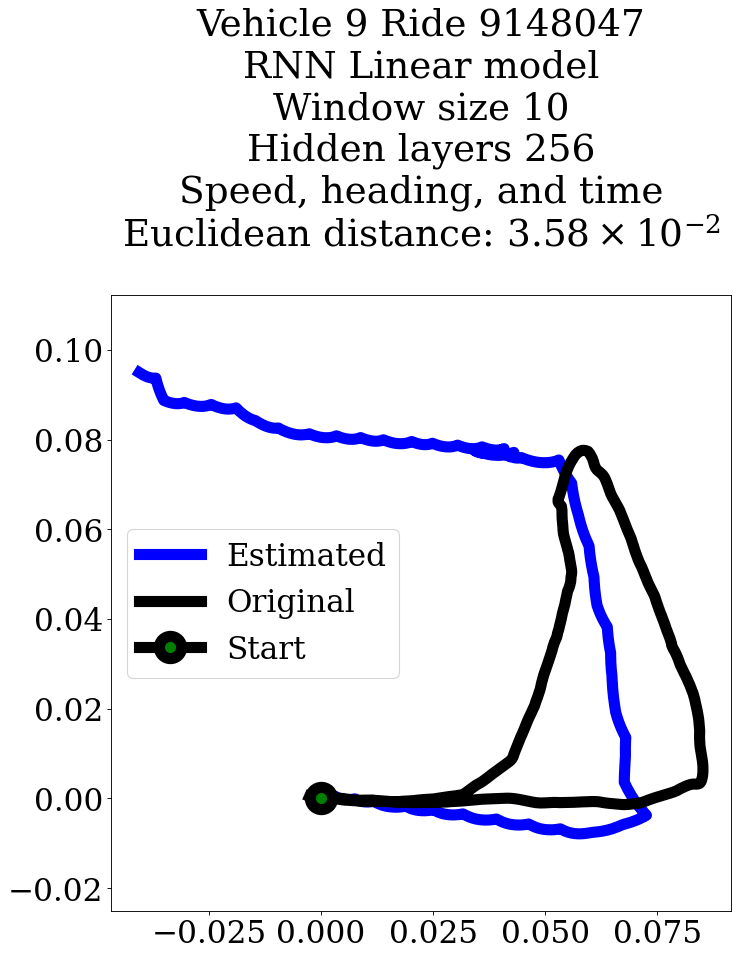 Vehicle 9 Ride 9148047
RNN Linear model
Window size 10
Hidden layers 256
Speed, heading, and time
Euclidean distance: 3.58 × 10⁻²
0.10
0.08
0.06
0.04
0.02
0.00
−0.02
Estimated
Original
Start
−0.025 0.000 0.025 0.050 0.075